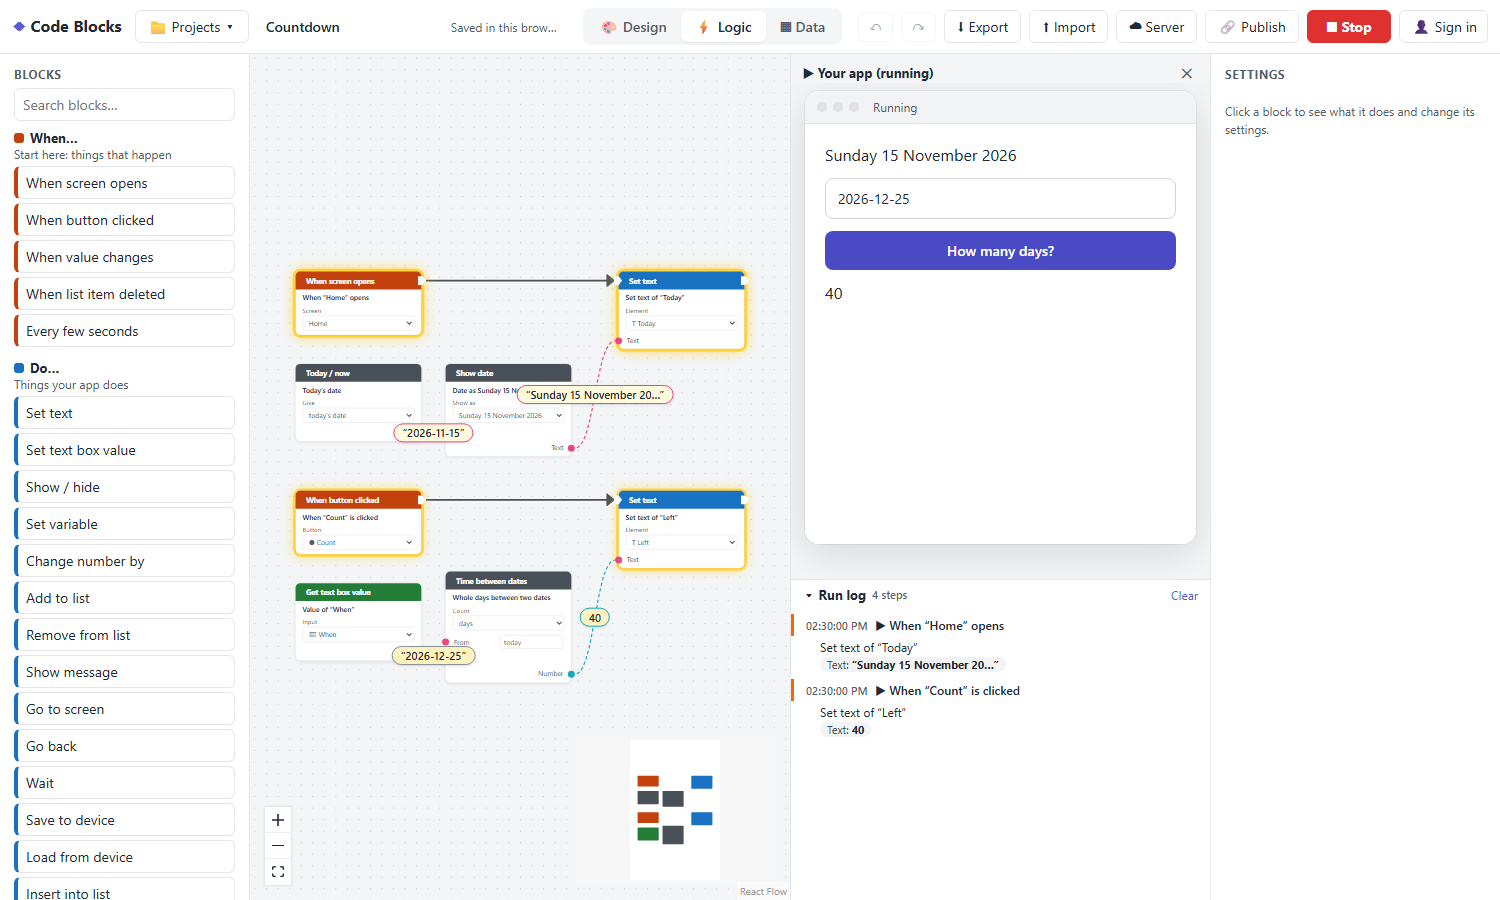 Code Blocks
Projects
Countdown
Saved in this brow...
Design
Logic
Data
Export
Import
Server
Publish
Stop
Sign in
BLOCKS
Search blocks...
When...
Start here: things that happen
When screen opens
When button clicked
When value changes
When list item deleted
Every few seconds
Do...
Things your app does
Set text
Set text box value
Show / hide
Set variable
Change number by
Add to list
Remove from list
Show message
Go to screen
Go back
Wait
Save to device
Load from device
Insert into list
When screen opens
When "Home" opens
Screen
Home
Set text
Set text of "Today"
Element
T Today
Text
Today / now
Today's date
Give
today's date
"2026-11-15"
Show date
Date as Sunday 15 N
Show as
Sunday 15 November 2026
Text
"Sunday 15 November 20..."
When button clicked
When "Count" is clicked
Button
Count
Set text
Set text of "Left"
Element
T Left
Text
Get text box value
Value of "When"
Input
When
"2026-12-25"
Time between dates
Whole days between two dates
Count
days
From
today
Number
40
React Flow
Your app (running)
Running
Sunday 15 November 2026
2026-12-25
How many days?
40
Run log 4 steps
Clear
02:30:00 PM ▶ When "Home" opens
Set text of "Today"
Text: "Sunday 15 November 20..."
02:30:00 PM ▶ When "Count" is clicked
Set text of "Left"
Text: 40
SETTINGS
Click a block to see what it does and change its
settings.